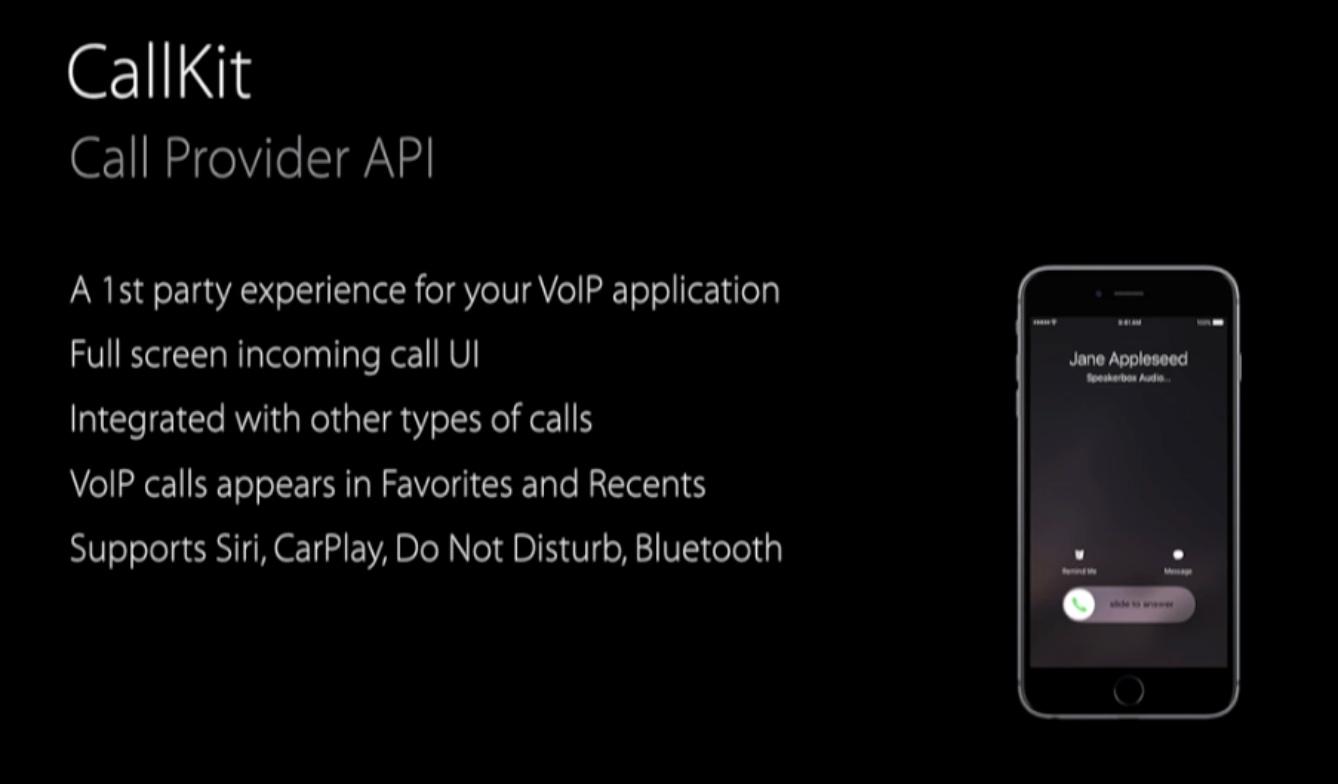 CallKit
Call Provider API
A 1st party experience for your VoIP application
Full screen incoming call UI
Integrated with other types of calls
VoIP calls appears in Favorites and Recents
Supports Siri, CarPlay, Do Not Disturb, Bluetooth
9:41 AM
100%
Jane Appleseed
Speakerbox Audio...
Remind Me
Message
slide to answer